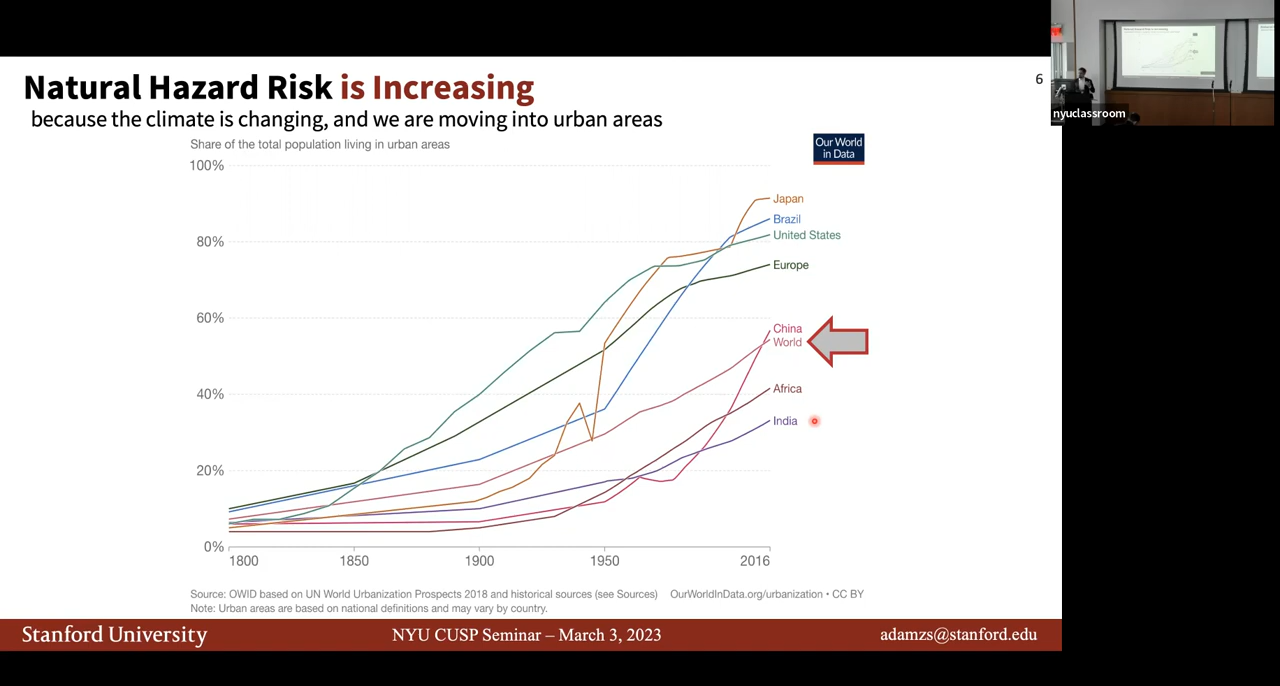 Natural Hazard Risk is Increasing
6
because the climate is changing, and we are moving into urban areas
nyuclassroom
Share of the total population living in urban areas
Our World
in Data
100%
80%
60%
40%
20%
0%
Japan
Brazil
United States
Europe
China
World
Africa
India
1800
1850
1900
1950
2016
Source: OWID based on UN World Urbanization Prospects 2018 and historical sources (see Sources)
OurWorldInData.org/urbanization • CC BY
Note: Urban areas are based on national definitions and may vary by country.
Stanford University
NYU CUSP Seminar – March 3, 2023
adamzs@stanford.edu